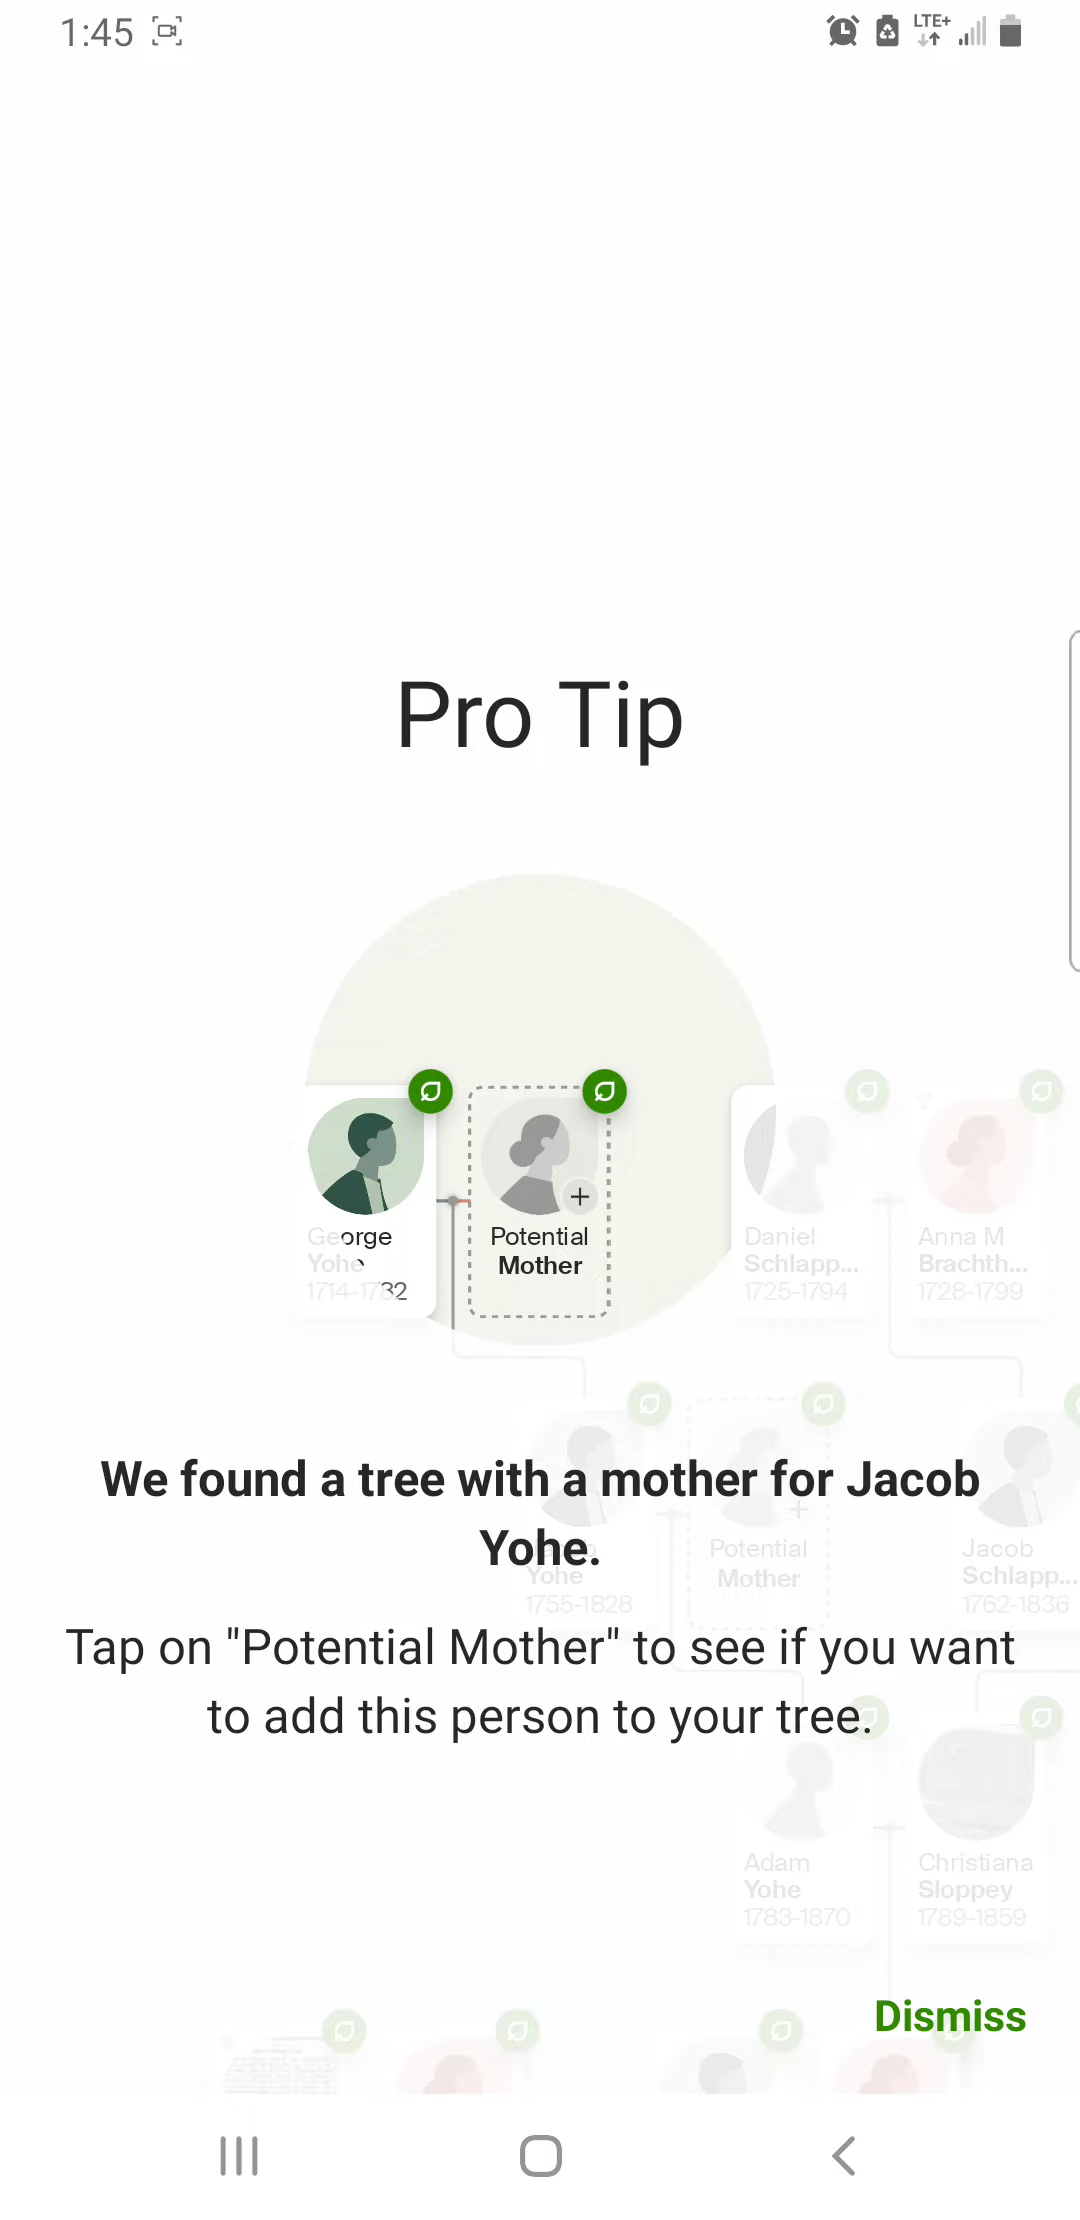 1:45
LTE+
Pro Tip
George
Yohe
1714-1782
Potential
Mother
Daniel
Schlapp...
1725-1794
Anna M
Brachth...
1728-1799
We found a tree with a mother for Jacob
Yohe.
Yohe
1755-1828
Potential
Mother
Jacob
Schlapp...
1762-1836
Tap on "Potential Mother" to see if you want
to add this person to your tree.
Adam
Yohe
1783-1870
Christiana
Sloppey
1789-1859
Dismiss